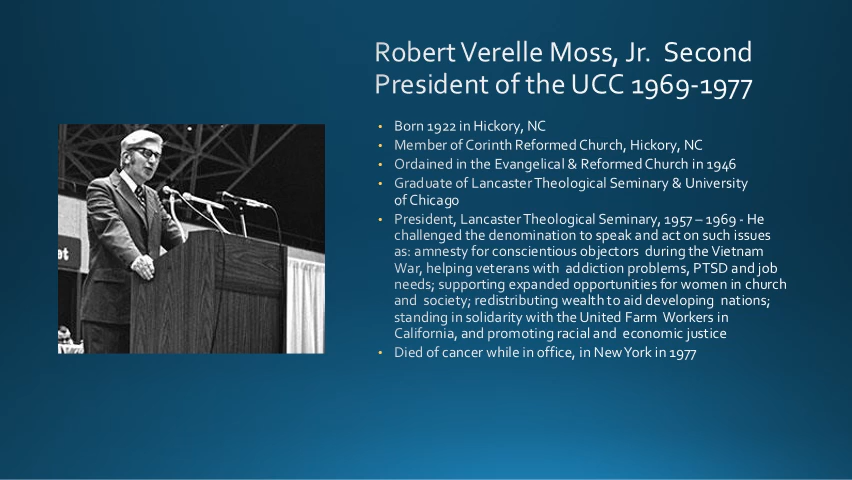 Robert Verelle Moss, Jr.  Second
President of the UCC 1969-1977
• Born 1922 in Hickory, NC
• Member of Corinth Reformed Church, Hickory, NC
• Ordained in the Evangelical & Reformed Church in 1946
• Graduate of Lancaster Theological Seminary & University
of Chicago
• President, Lancaster Theological Seminary, 1957 – 1969 - He
challenged the denomination to speak and act on such issues
as: amnesty for conscientious objectors  during the Vietnam
War, helping veterans with  addiction problems, PTSD and job
needs; supporting expanded opportunities for women in church
and  society; redistributing wealth to aid developing  nations;
standing in solidarity with the United Farm  Workers in
California, and promoting racial and  economic justice
• Died of cancer while in office, in New York in 1977